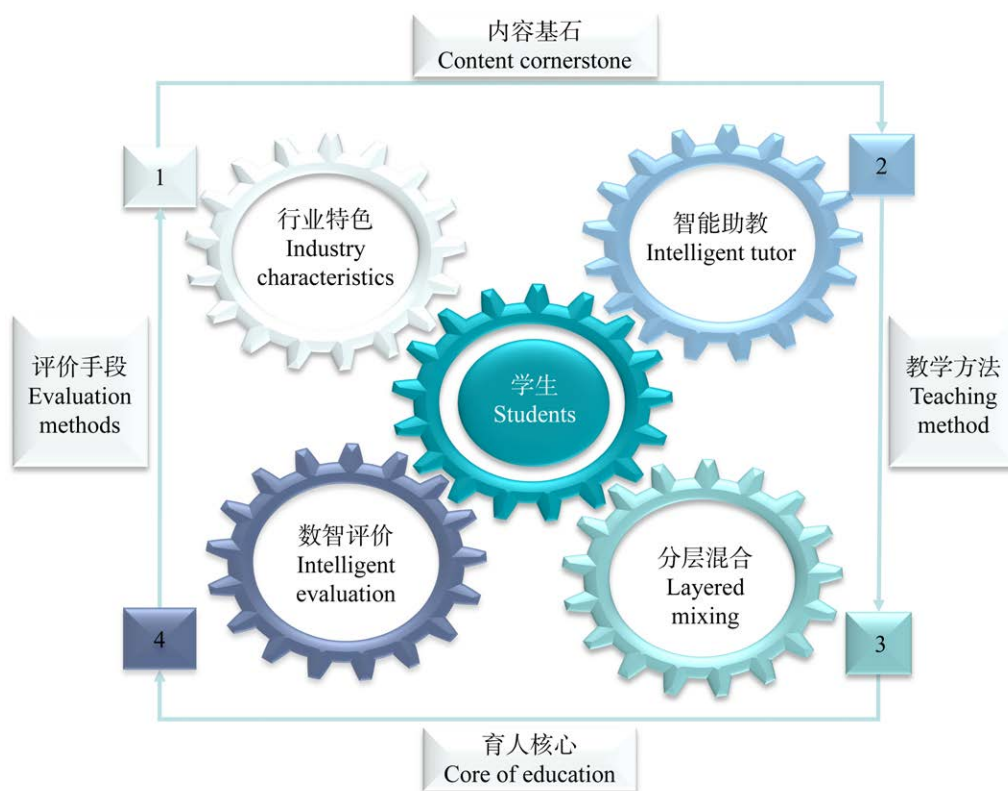 内容基石
Content cornerstone
1
2
行业特色
Industry
characteristics
智能助教
Intelligent tutor
评价手段
Evaluation
methods
学生
Students
教学方法
Teaching
method
数智评价
Intelligent
evaluation
分层混合
Layered
mixing
4
3
育人核心
Core of education